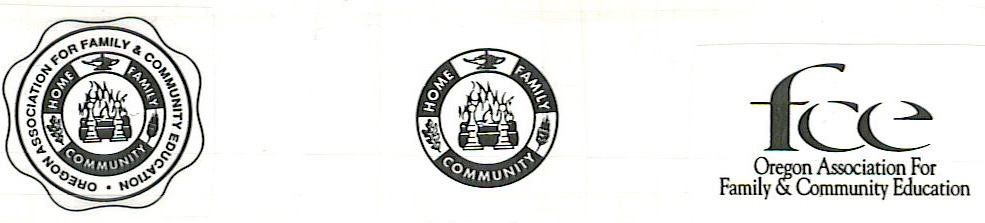 OREGON ASSOCIATION FOR FAMILY & COMMUNITY EDUCATION •
HOME
FAMILY
COMMUNITY
HOME
FAMILY
COMMUNITY
fce
Oregon Association For
Family & Community Education